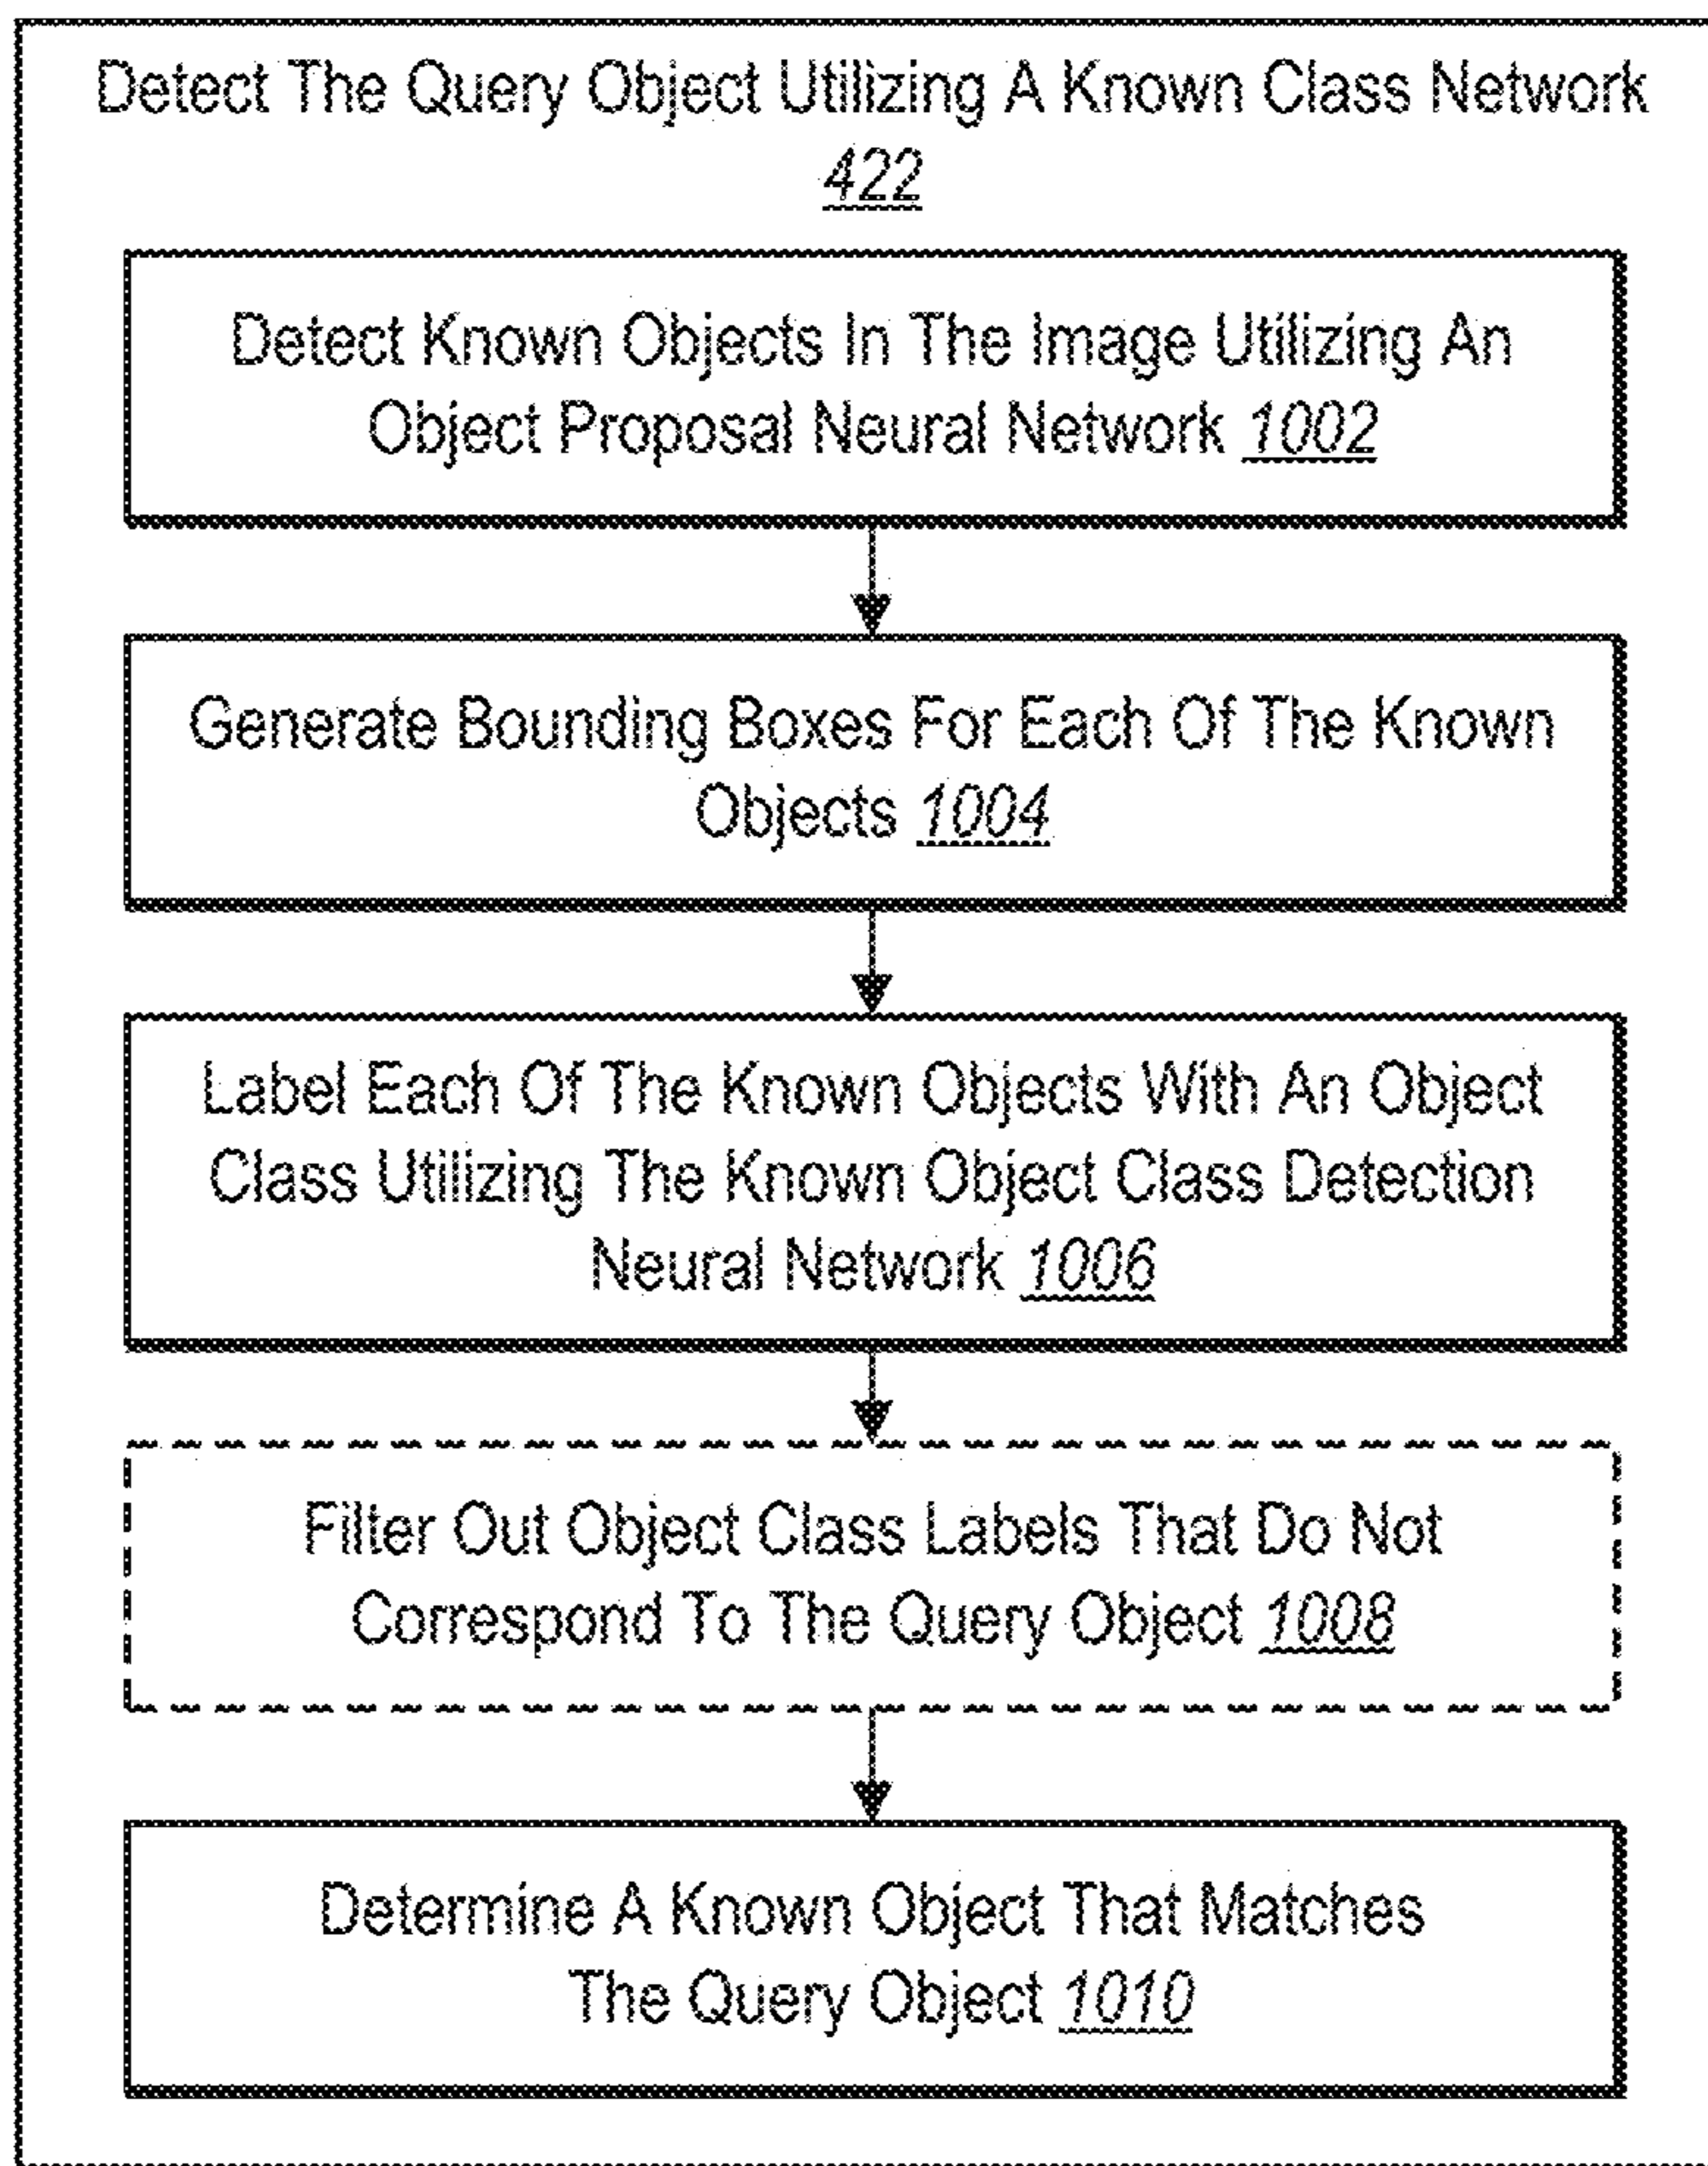 Detect The Query Object Utilizing A Known Class Network
422
Detect Known Objects In The Image Utilizing An
Object Proposal Neural Network 1002
Generate Bounding Boxes For Each Of The Known
Objects 1004
Label Each Of The Known Objects With An Object
Class Utilizing The Known Object Class Detection
Neural Network 1006
Filter Out Object Class Labels That Do Not
Correspond To The Query Object 1008
Determine A Known Object That Matches
The Query Object 1010